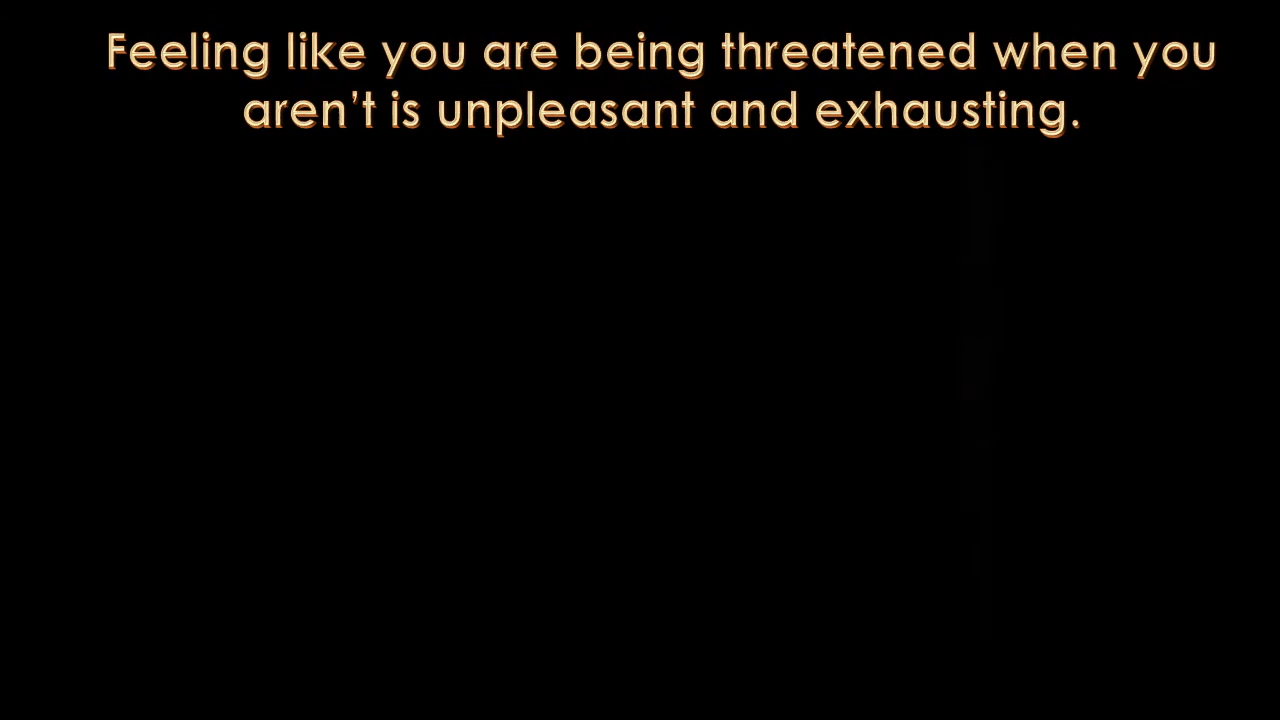 Feeling like you are being threatened when you
aren’t is unpleasant and exhausting.